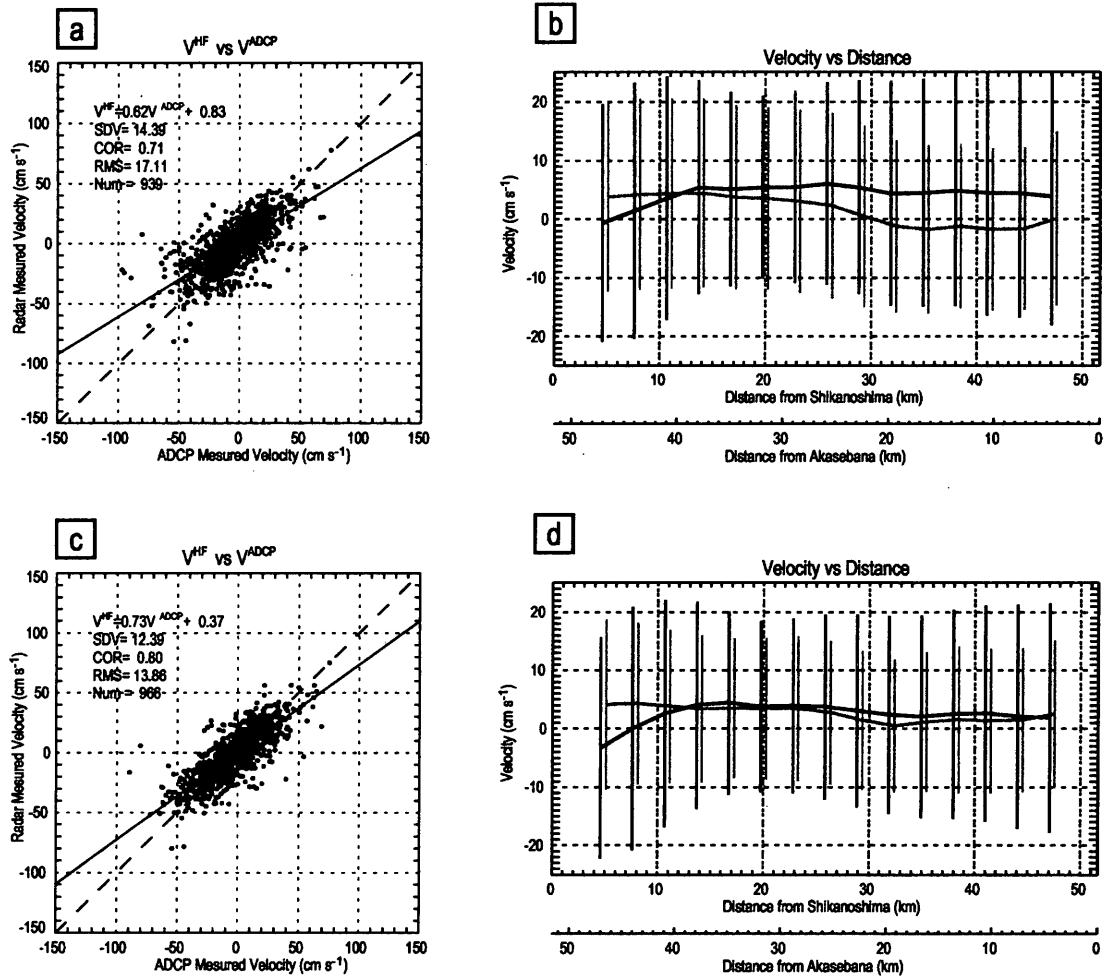 a
V^HF vs V^ADCP
150
100
50
0
-50
-100
-150
Radar Mesured Velocity (cm s⁻¹)
V^HF=0.62V^ADCP+ 0.83
SDV= 14.39
COR= 0.71
RMS= 17.11
Num= 939
-150 -100 -50 0 50 100 150
ADCP Mesured Velocity (cm s⁻¹)
b
Velocity vs Distance
20
10
0
-10
-20
Velocity (cm s⁻¹)
0 10 20 30 40 50
Distance from Shikanoshima (km)
50 40 30 20 10 0
Distance from Akasebana (km)
c
V^HF vs V^ADCP
150
100
50
0
-50
-100
-150
Radar Mesured Velocity (cm s⁻¹)
V^HF=0.73V^ADCP+ 0.37
SDV= 12.39
COR= 0.80
RMS= 13.86
Num= 966
-150 -100 -50 0 50 100 150
ADCP Mesured Velocity (cm s⁻¹)
d
Velocity vs Distance
20
10
0
-10
-20
Velocity (cm s⁻¹)
0 10 20 30 40 50
Distance from Shikanoshima (km)
50 40 30 20 10 0
Distance from Akasebana (km)